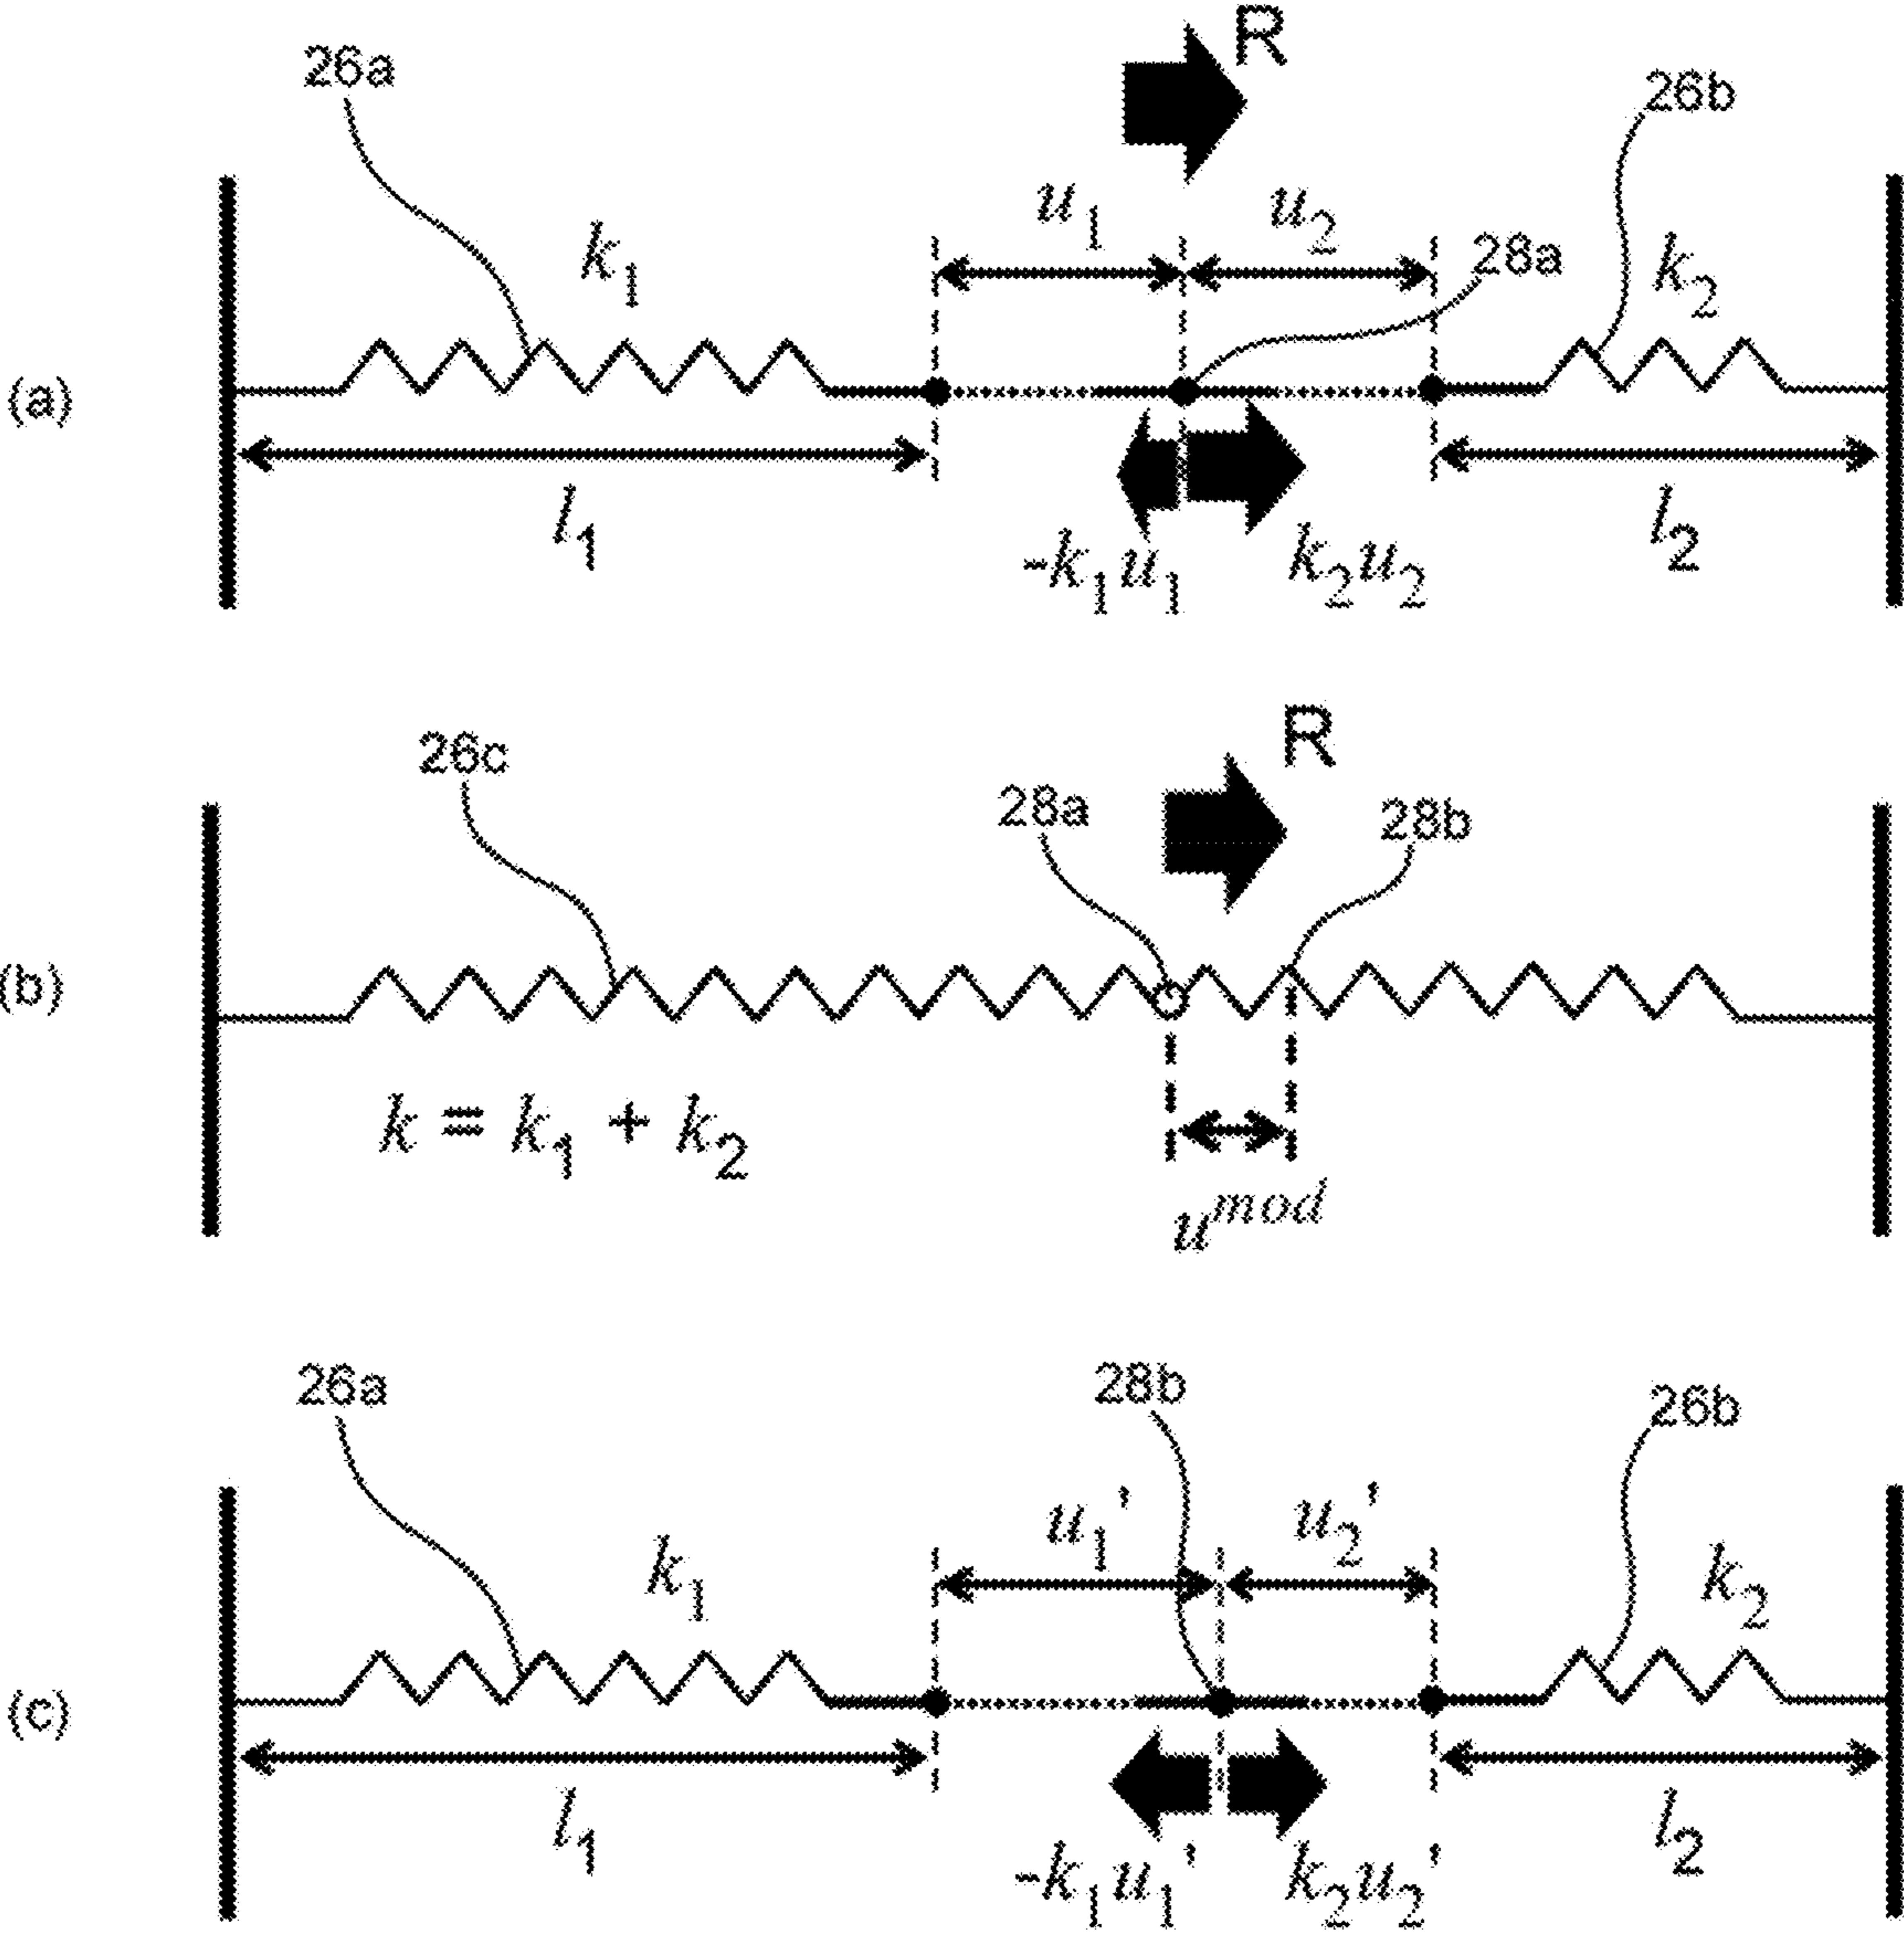 R
26a
26b
u1
u2
k1
28a
k2
(a)
l1
-k1u1
k2u2
l2
R
26c
28a
28b
(b)
k = k1 + k2
u^mod
26a
28b
26b
u1'
u2'
k1
k2
(c)
l1
-k1u1'
k2u2'
l2